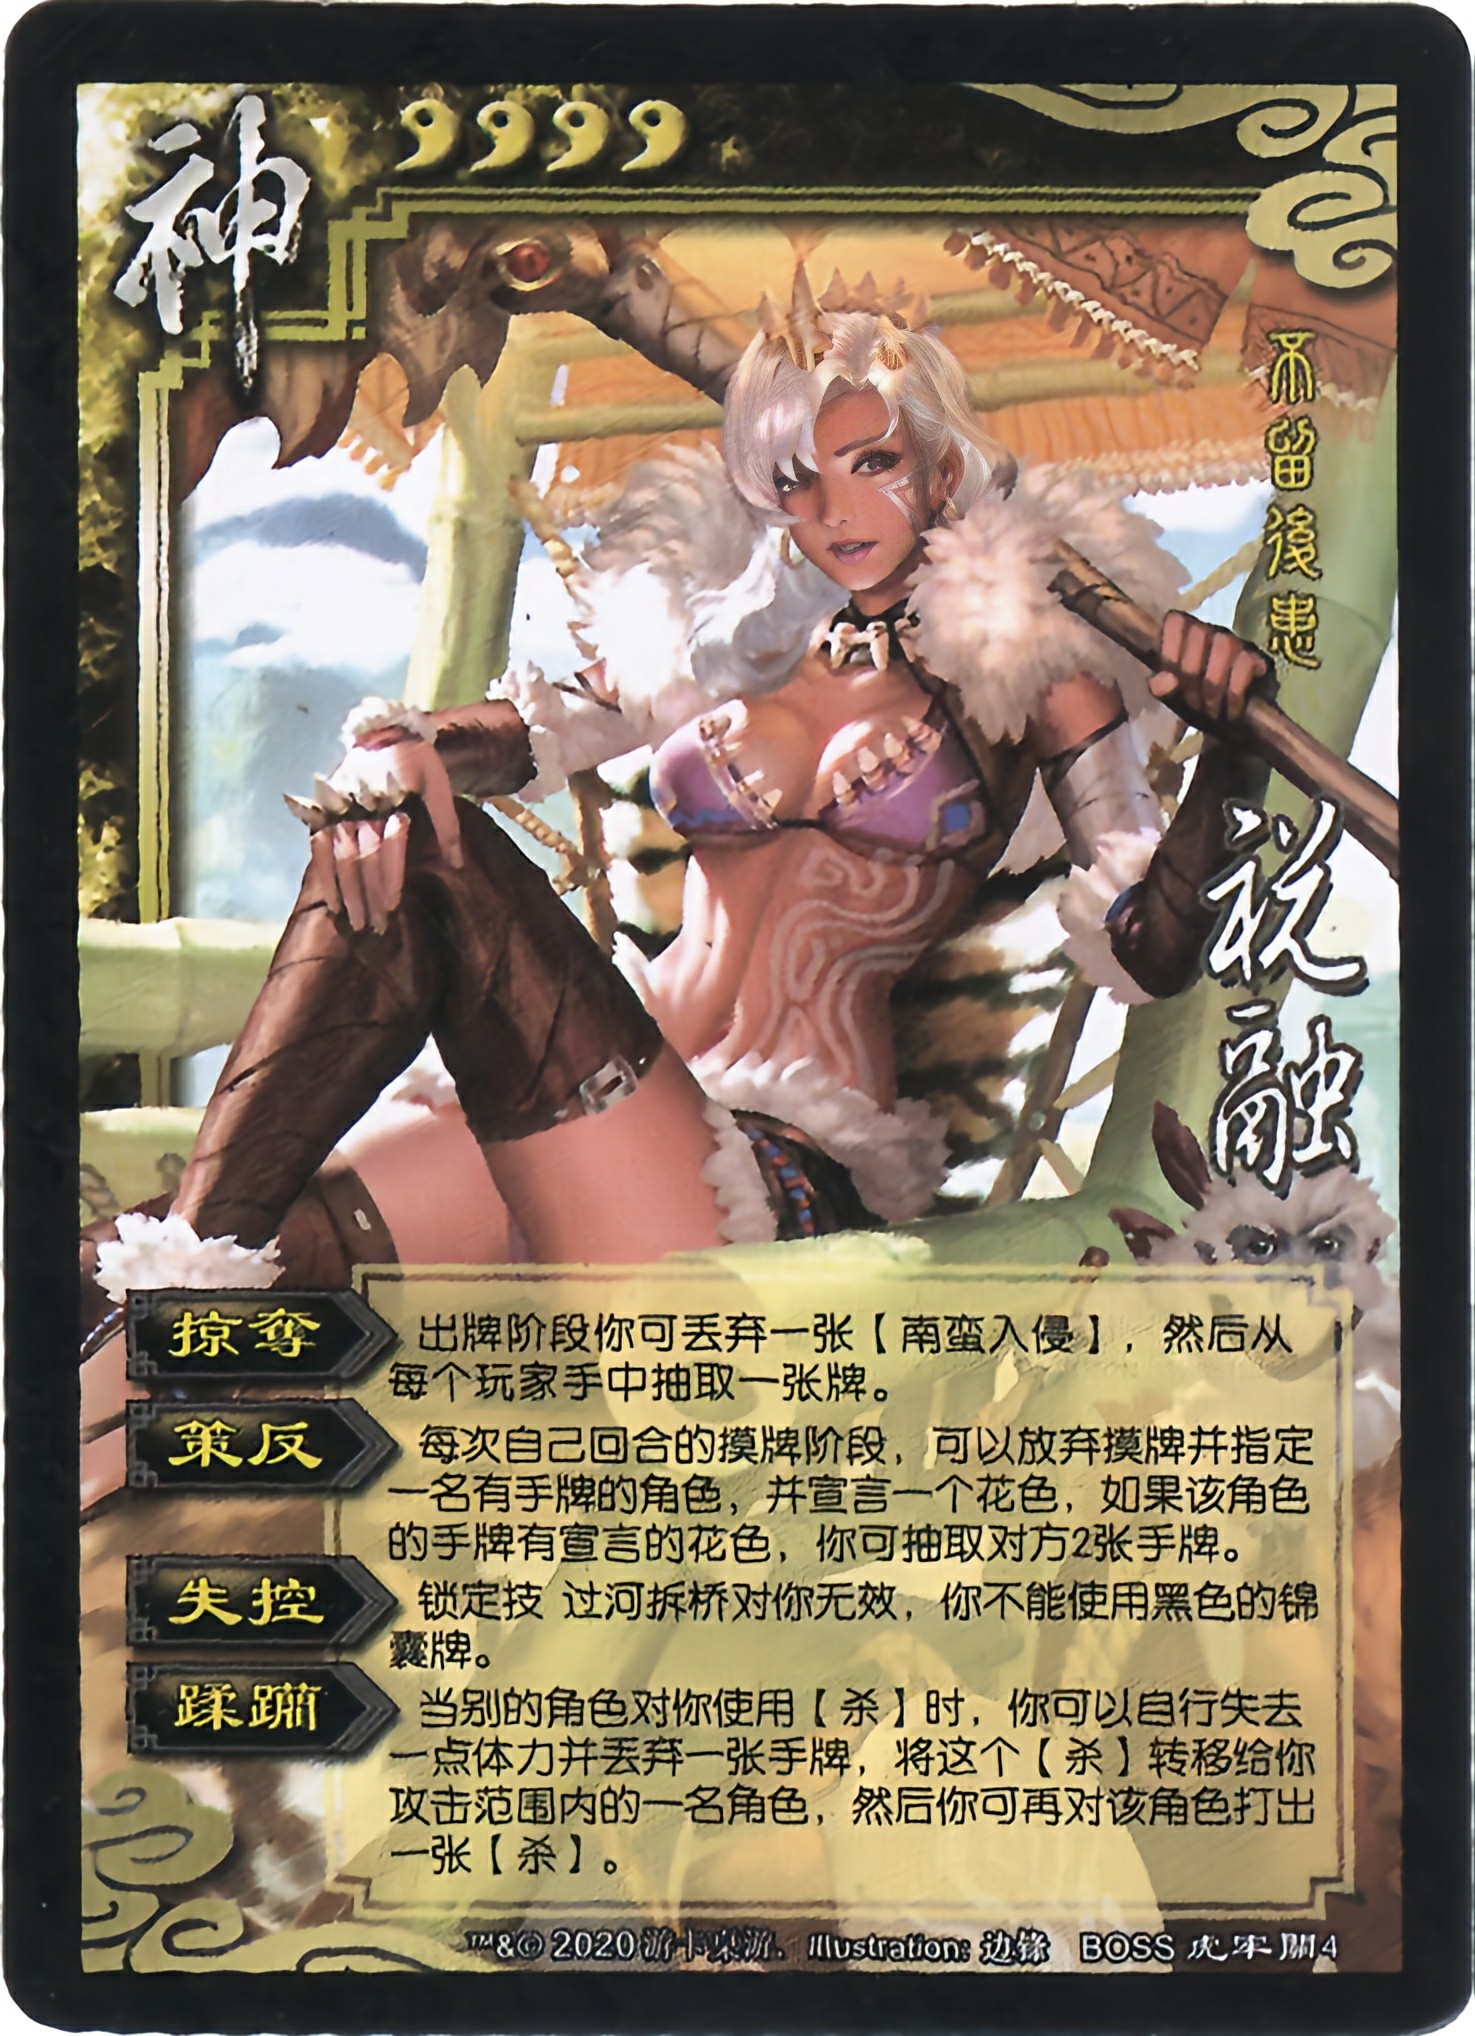 神
不留後患
祝融
掠夺
出牌阶段你可丢弃一张【南蛮入侵】，然后从
每个玩家手中抽取一张牌。
策反
每次自己回合的摸牌阶段，可以放弃摸牌并指定
一名有手牌的角色，并宣言一个花色，如果该角色
的手牌有宣言的花色，你可抽取对方2张手牌。
失控
锁定技 过河拆桥对你无效，你不能使用黑色的锦
囊牌。
蹂蹦
当别的角色对你使用【杀】时，你可以自行失去
一点体力并丢弃一张手牌，将这个【杀】转移给你
攻击范围内的一名角色，然后你可再对该角色打出
一张【杀】。
™&© 2020 游卡桌游. Illustration: 边缘 BOSS 虎牢關4